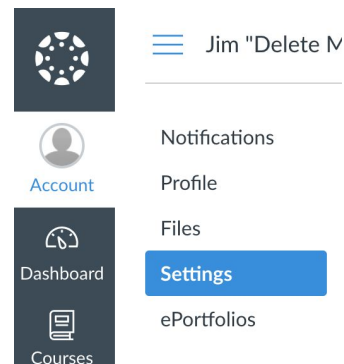 Jim "Delete M
Notifications
Account
Profile
Files
Dashboard
Settings
ePortfolios
Courses